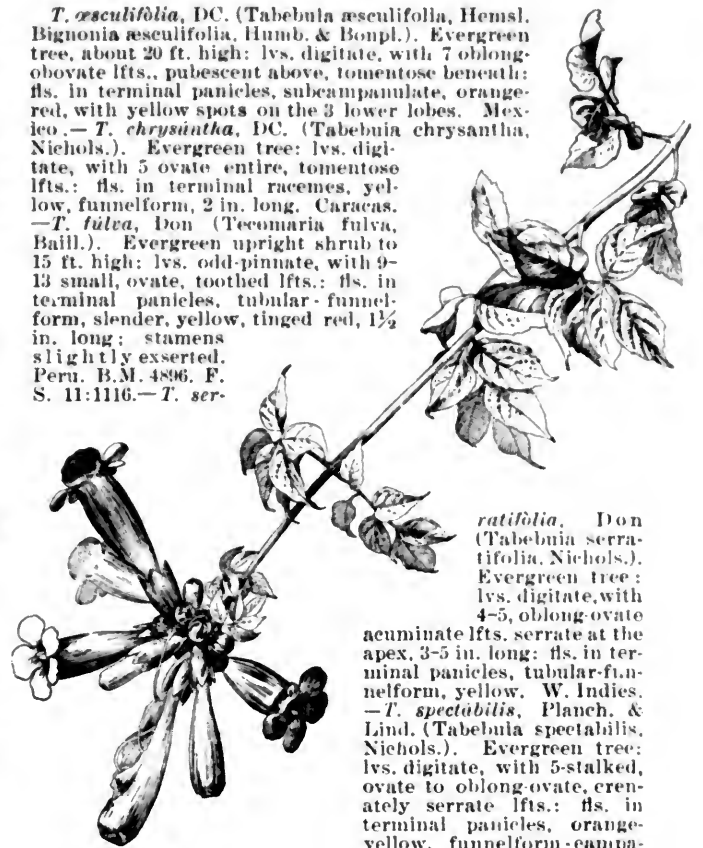 T. æsculifòlia, DC. (Tabebuia æsculifolia, Hemsl.
Bignonia æsculifolia, Humb. & Bonpl.). Evergreen
tree, about 20 ft. high: lvs. digitate, with 7 oblong-
obovate lfts., pubescent above, tomentose beneath:
fls. in terminal panicles, subcampanulate, orange-
red, with yellow spots on the 3 lower lobes. Mex-
ico.—T. chrysántha, DC. (Tabebuia chrysantha,
Nichols.). Evergreen tree: lvs. digi-
tate, with 5 ovate entire, tomentose
lfts.: fls. in terminal racemes, yel-
low, funnelform, 2 in. long. Caracas.
—T. fúlva, Don (Tecomaria fulva,
Baill.). Evergreen upright shrub to
15 ft. high: lvs. odd-pinnate, with 9–
13 small, ovate, toothed lfts.: fls. in
terminal panicles, tubular-funnel-
form, slender, yellow, tinged red, 1½
in. long; stamens
slightly exserted.
Peru. B.M. 4896. F.
S. 11:1116.—T. ser-
ratifòlia, Don
(Tabebuia serra-
tifolia, Nichols.).
Evergreen tree:
lvs. digitate, with
4–5, oblong-ovate
acuminate lfts. serrate at the
apex, 3–5 in. long: fls. in ter-
minal panicles, tubular-fun-
nelform, yellow. W. Indies.
—T. spectábilis, Planch. &
Lind. (Tabebuia spectabilis,
Nichols.). Evergreen tree:
lvs. digitate, with 5-stalked,
ovate to oblong-ovate, cren-
ately serrate lfts.: fls. in
terminal panicles, orange-
yellow, funnelform-campa-